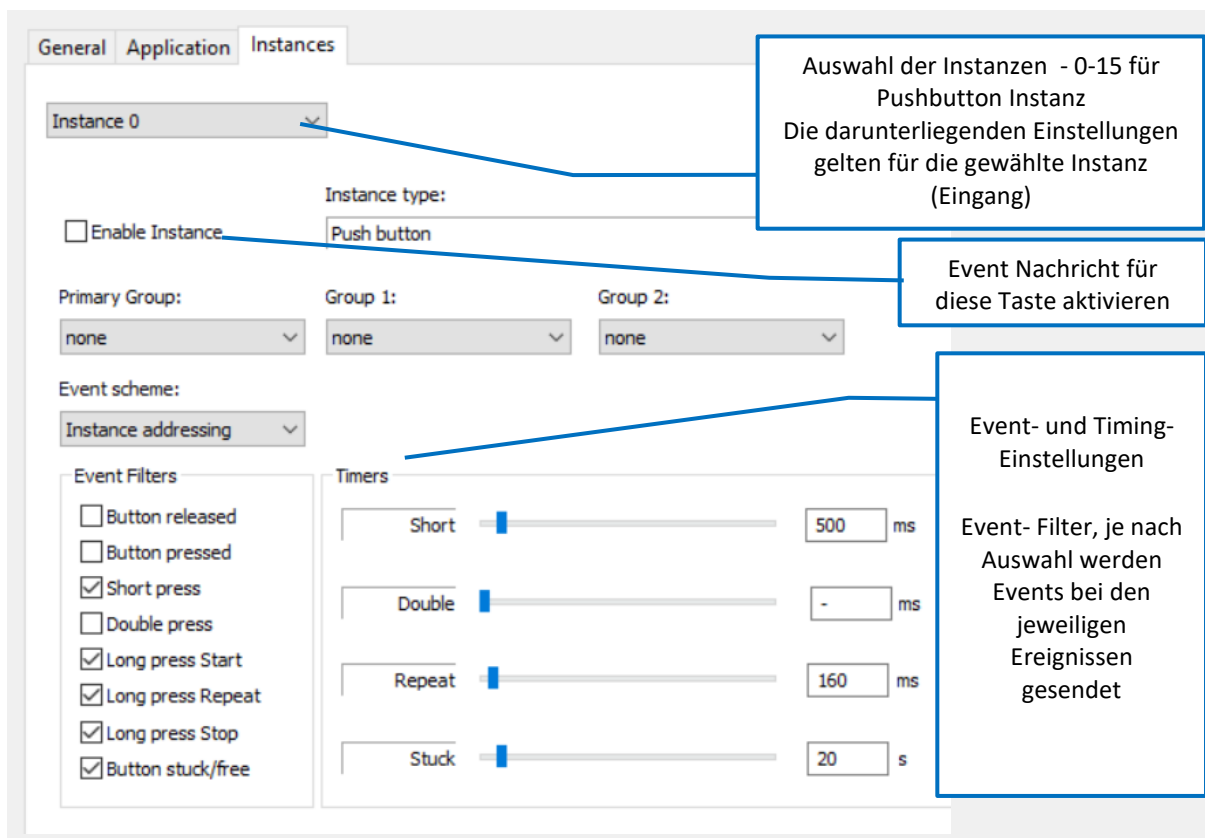 General Application Instances
Instance 0
Auswahl der Instanzen - 0-15 für
Pushbutton Instanz
Die darunterliegenden Einstellungen
gelten für die gewählte Instanz
(Eingang)
Instance type:
Enable Instance
Push button
Event Nachricht für
diese Taste aktivieren
Primary Group:
Group 1:
Group 2:
none
none
none
Event scheme:
Instance addressing
Event- und Timing-
Einstellungen
Event- Filter, je nach
Auswahl werden
Events bei den
jeweiligen
Ereignissen
gesendet
Event Filters
Button released
Button pressed
Short press
Double press
Long press Start
Long press Repeat
Long press Stop
Button stuck/free
Timers
Short 500 ms
Double - ms
Repeat 160 ms
Stuck 20 s